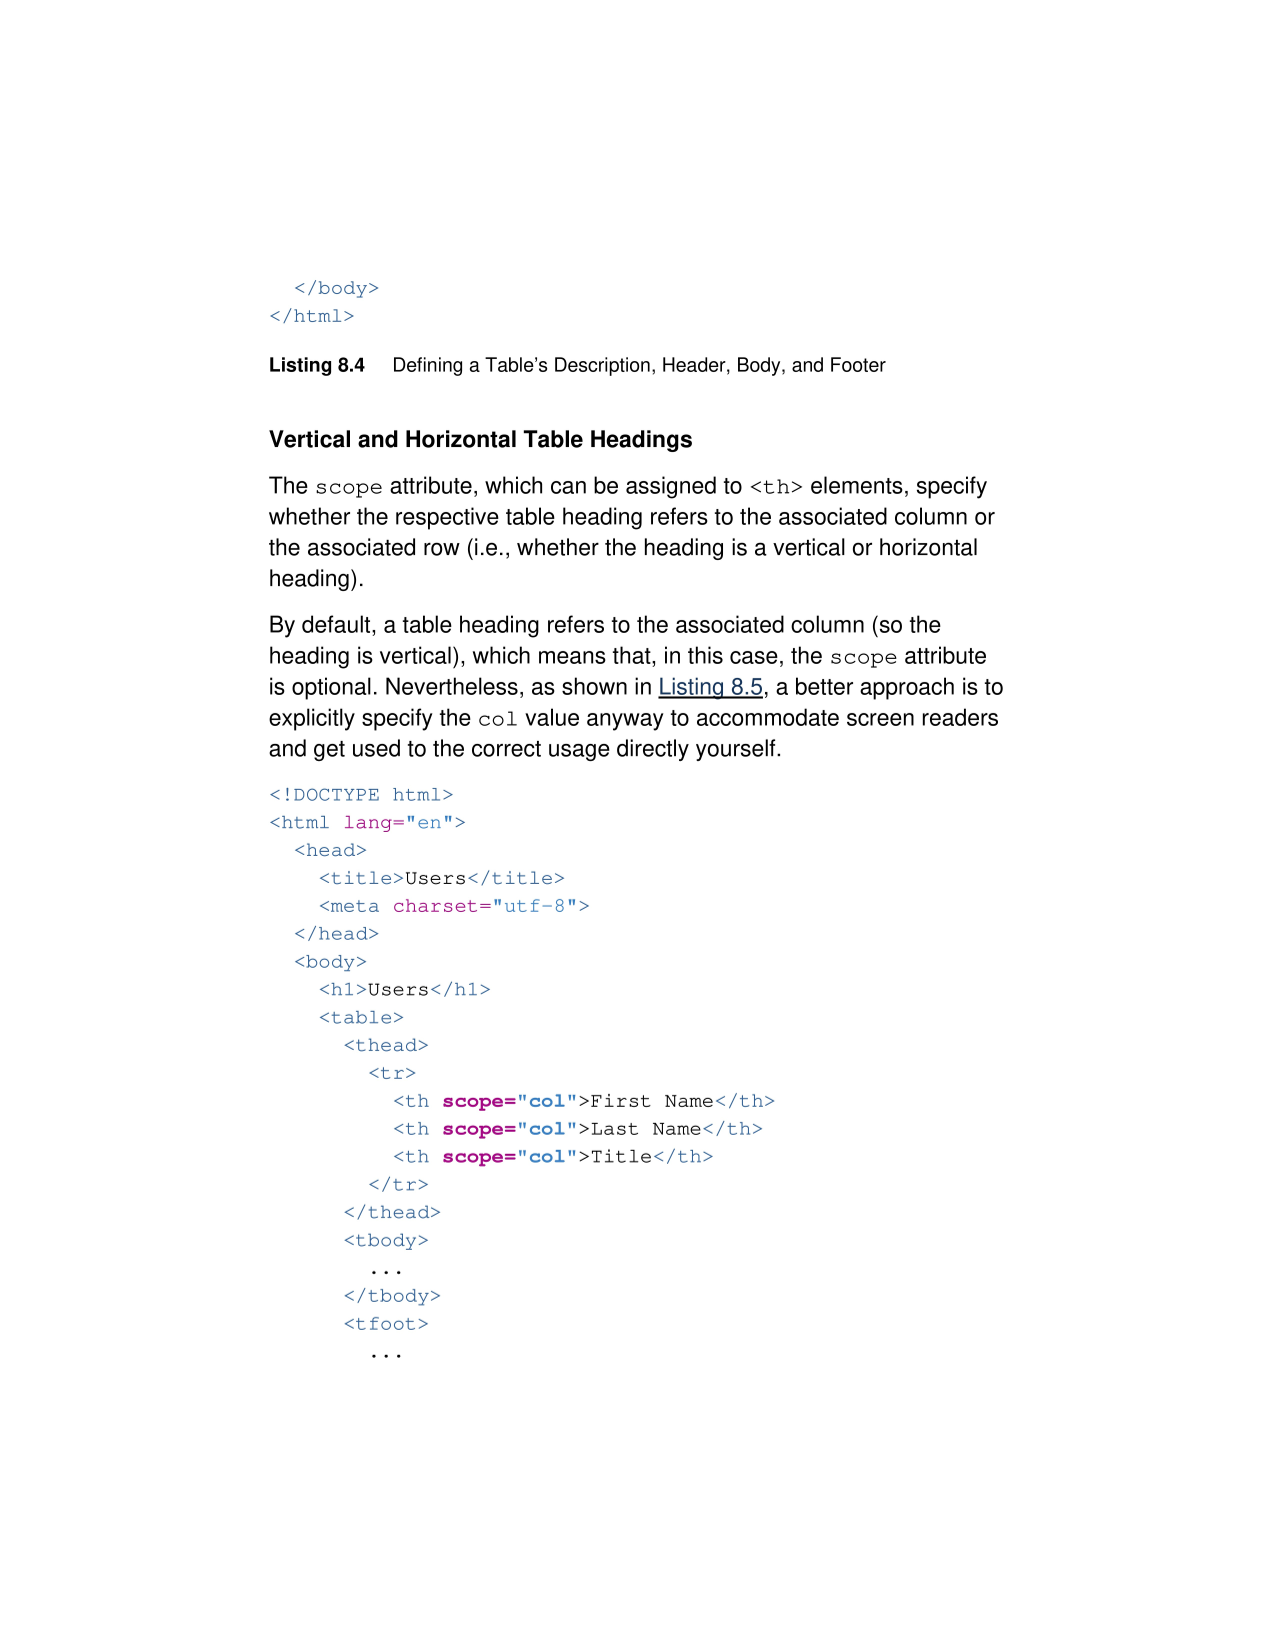 </body>
</html>
Listing 8.4 Defining a Table’s Description, Header, Body, and Footer
Vertical and Horizontal Table Headings
The scope attribute, which can be assigned to <th> elements, specify
whether the respective table heading refers to the associated column or
the associated row (i.e., whether the heading is a vertical or horizontal
heading).
By default, a table heading refers to the associated column (so the
heading is vertical), which means that, in this case, the scope attribute
is optional. Nevertheless, as shown in Listing 8.5, a better approach is to
explicitly specify the col value anyway to accommodate screen readers
and get used to the correct usage directly yourself.
<!DOCTYPE html>
<html lang="en">
  <head>
    <title>Users</title>
    <meta charset="utf-8">
  </head>
  <body>
    <h1>Users</h1>
    <table>
      <thead>
        <tr>
          <th scope="col">First Name</th>
          <th scope="col">Last Name</th>
          <th scope="col">Title</th>
        </tr>
      </thead>
      <tbody>
        ...
      </tbody>
      <tfoot>
        ...